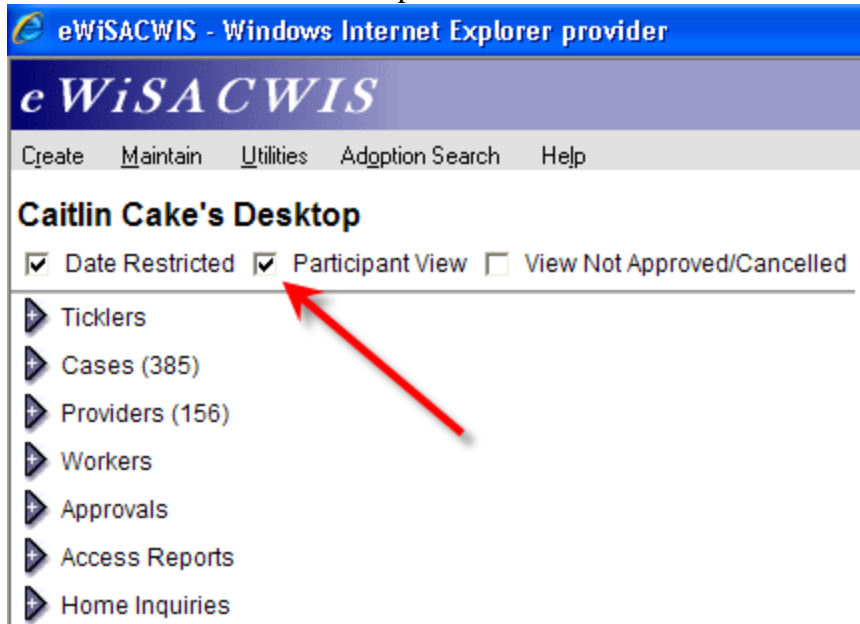 eWiSACWIS - Windows Internet Explorer provider
e WiSACWIS
Create Maintain Utilities Adoption Search Help
Caitlin Cake's Desktop
Date Restricted Participant View View Not Approved/Cancelled
Ticklers
Cases (385)
Providers (156)
Workers
Approvals
Access Reports
Home Inquiries